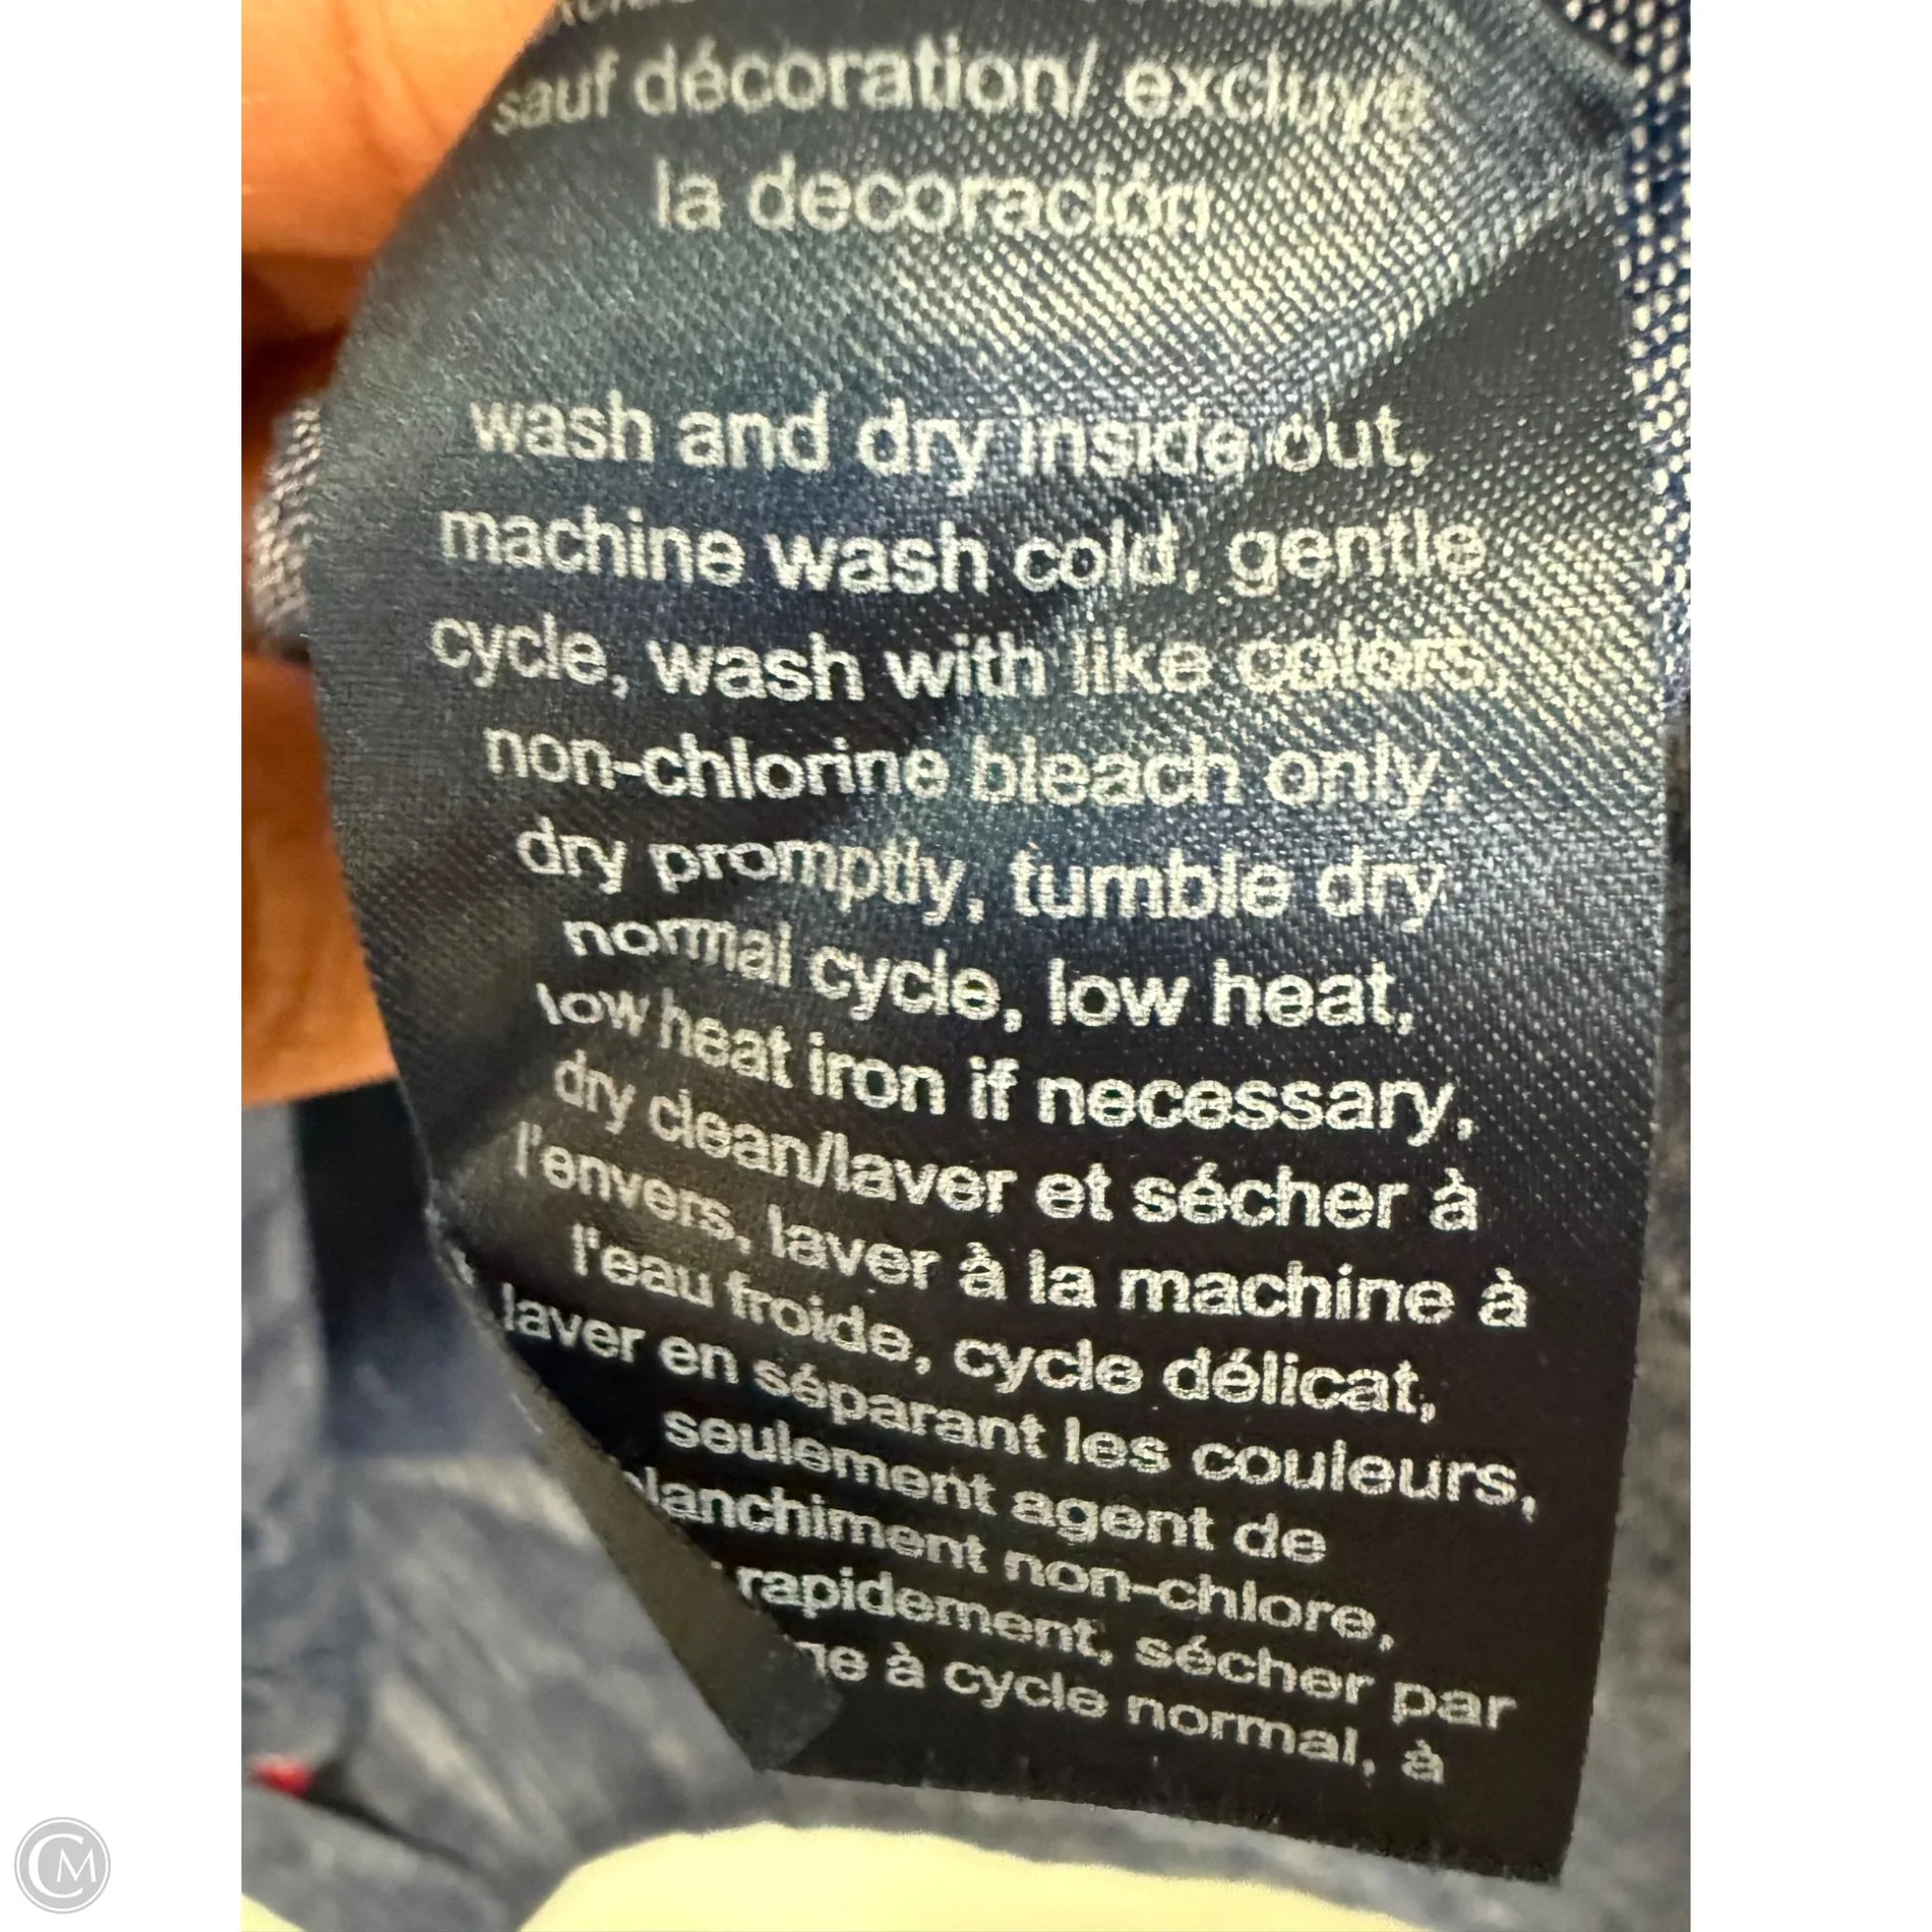 sauf décoration/ excluye
la decoración
wash and dry inside out,
machine wash cold, gentle
cycle, wash with like colors,
non-chlorine bleach only,
dry promptly, tumble dry
normal cycle, low heat,
low heat iron if necessary,
dry clean/laver et sécher à
l'envers, laver à la machine à
l'eau froide, cycle délicat,
laver en séparant les couleurs,
seulement agent de
blanchiment non-chlore,
rapidement, sécher par
à cycle normal, à
CM